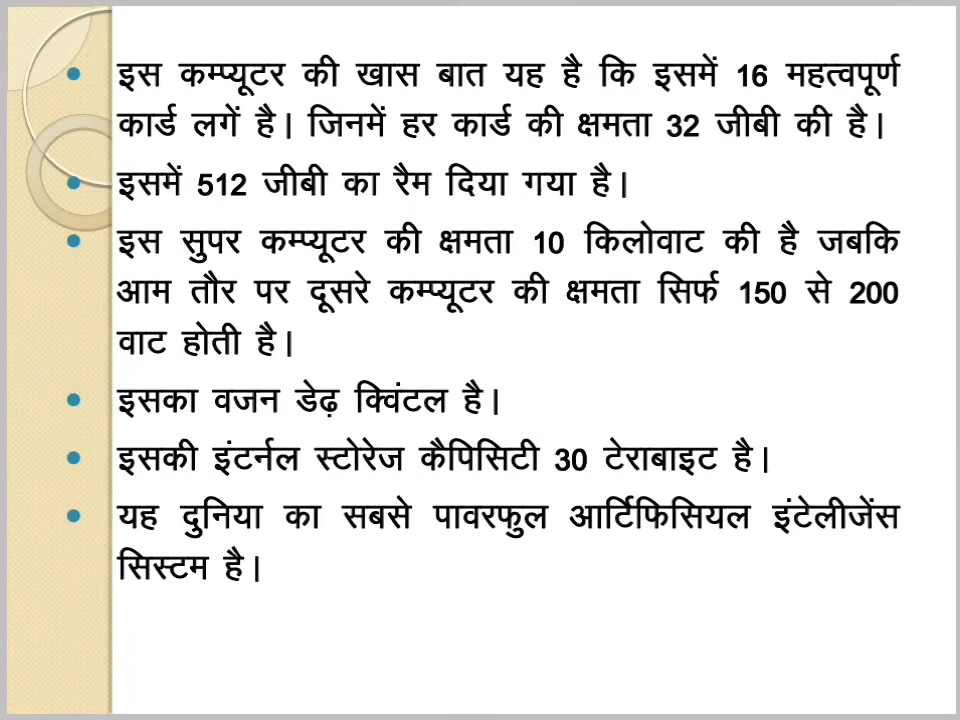 • इस कम्प्यूटर की खास बात यह है कि इसमें 16 महत्वपूर्ण
कार्ड लगें है। जिनमें हर कार्ड की क्षमता 32 जीबी की है।
• इसमें 512 जीबी का रैम दिया गया है।
• इस सुपर कम्प्यूटर की क्षमता 10 किलोवाट की है जबकि
आम तौर पर दूसरे कम्प्यूटर की क्षमता सिर्फ 150 से 200
वाट होती है।
• इसका वजन डेढ़ क्विंटल है।
• इसकी इंटर्नल स्टोरेज कैपिसिटी 30 टेराबाइट है।
• यह दुनिया का सबसे पावरफुल आर्टिफिसियल इंटेलीजेंस
सिस्टम है।